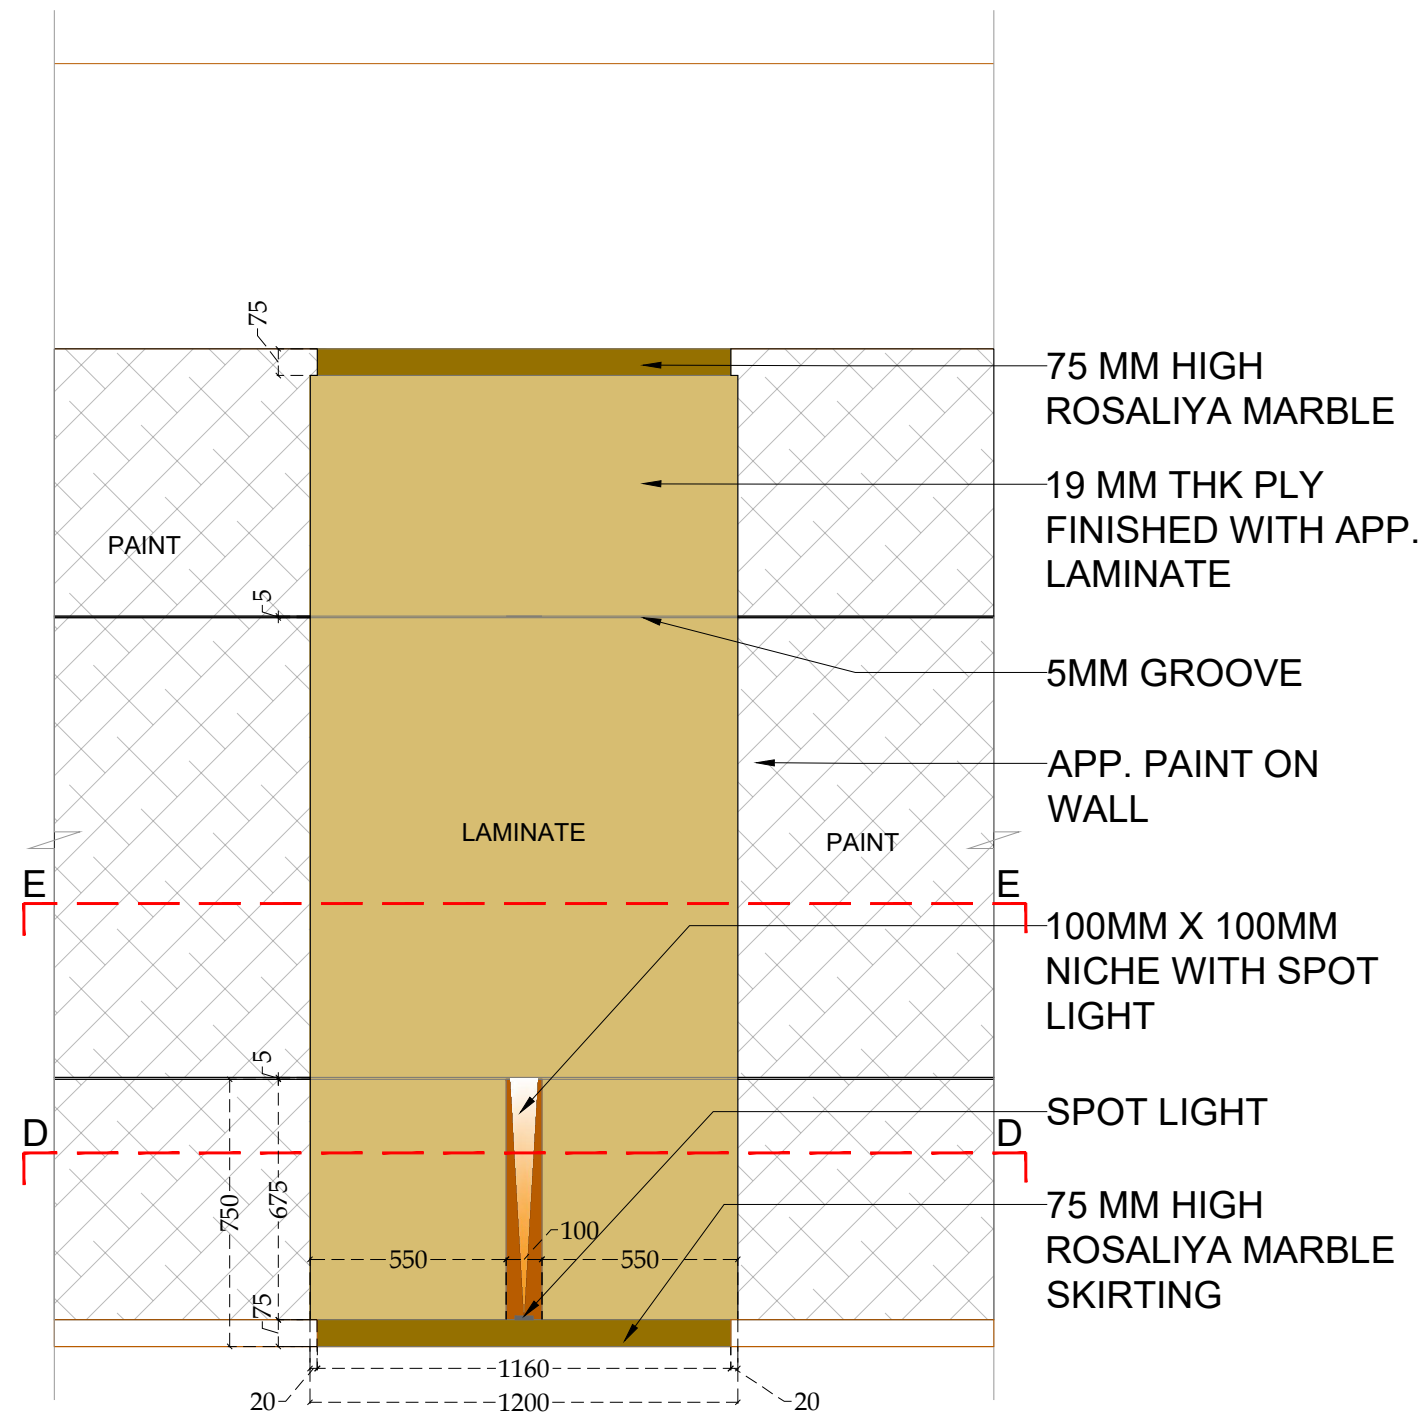 75
75 MM HIGH
ROSALIYA MARBLE
19 MM THK PLY
FINISHED WITH APP.
LAMINATE
PAINT
5
5MM GROOVE
APP. PAINT ON
WALL
LAMINATE
PAINT
E
E
100MM X 100MM
NICHE WITH SPOT
LIGHT
5
SPOT LIGHT
D
D
750
675
100
550
550
75 MM HIGH
ROSALIYA MARBLE
SKIRTING
75
1160
20
1200
20